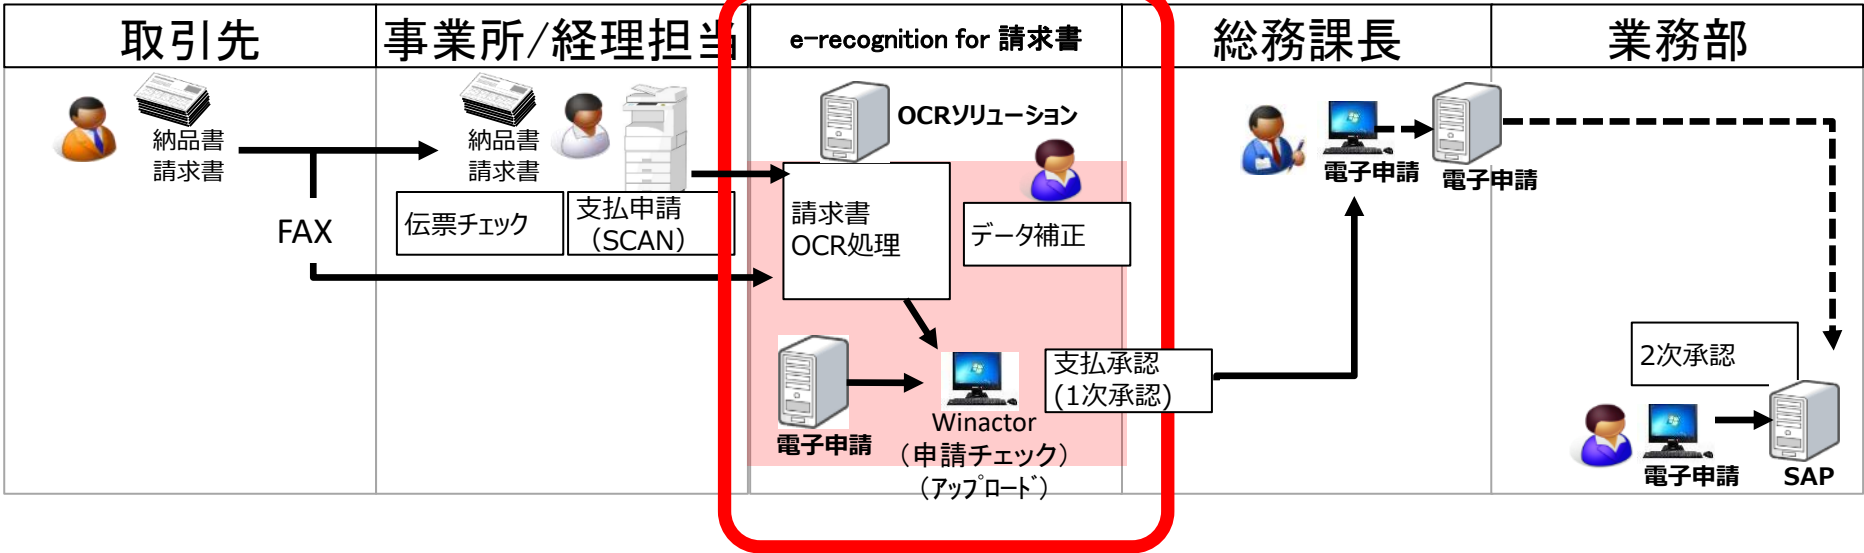 取引先
事業所/経理担当
e-recognition for 請求書
総務課長
業務部
納品書
請求書
FAX
納品書
請求書
伝票チェック
支払申請
（SCAN）
OCRソリューション
請求書
OCR処理
データ補正
電子申請
Winactor
（申請チェック）
（アップロード）
支払承認
(1次承認)
電子申請
電子申請
2次承認
電子申請
SAP